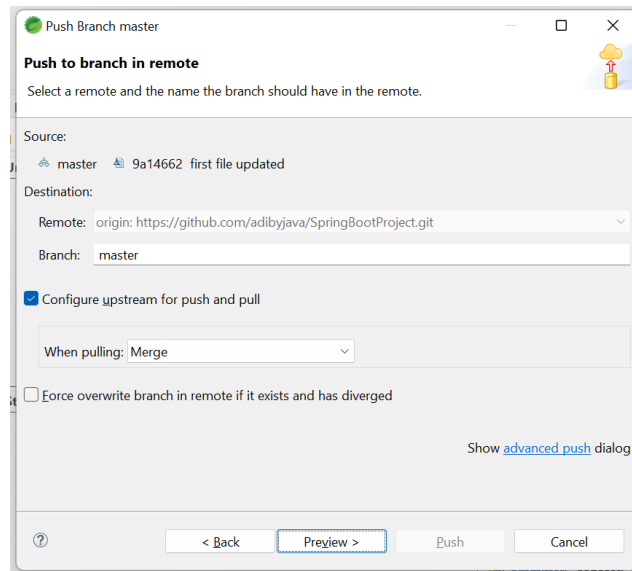 Push Branch master
Push to branch in remote
Select a remote and the name the branch should have in the remote.
Source:
master 9a14662 first file updated
Destination:
Remote: origin: https://github.com/adibyjava/SpringBootProject.git
Branch: master
Configure upstream for push and pull
When pulling: Merge
Force overwrite branch in remote if it exists and has diverged
Show advanced push dialog
? < Back Preview > Push Cancel